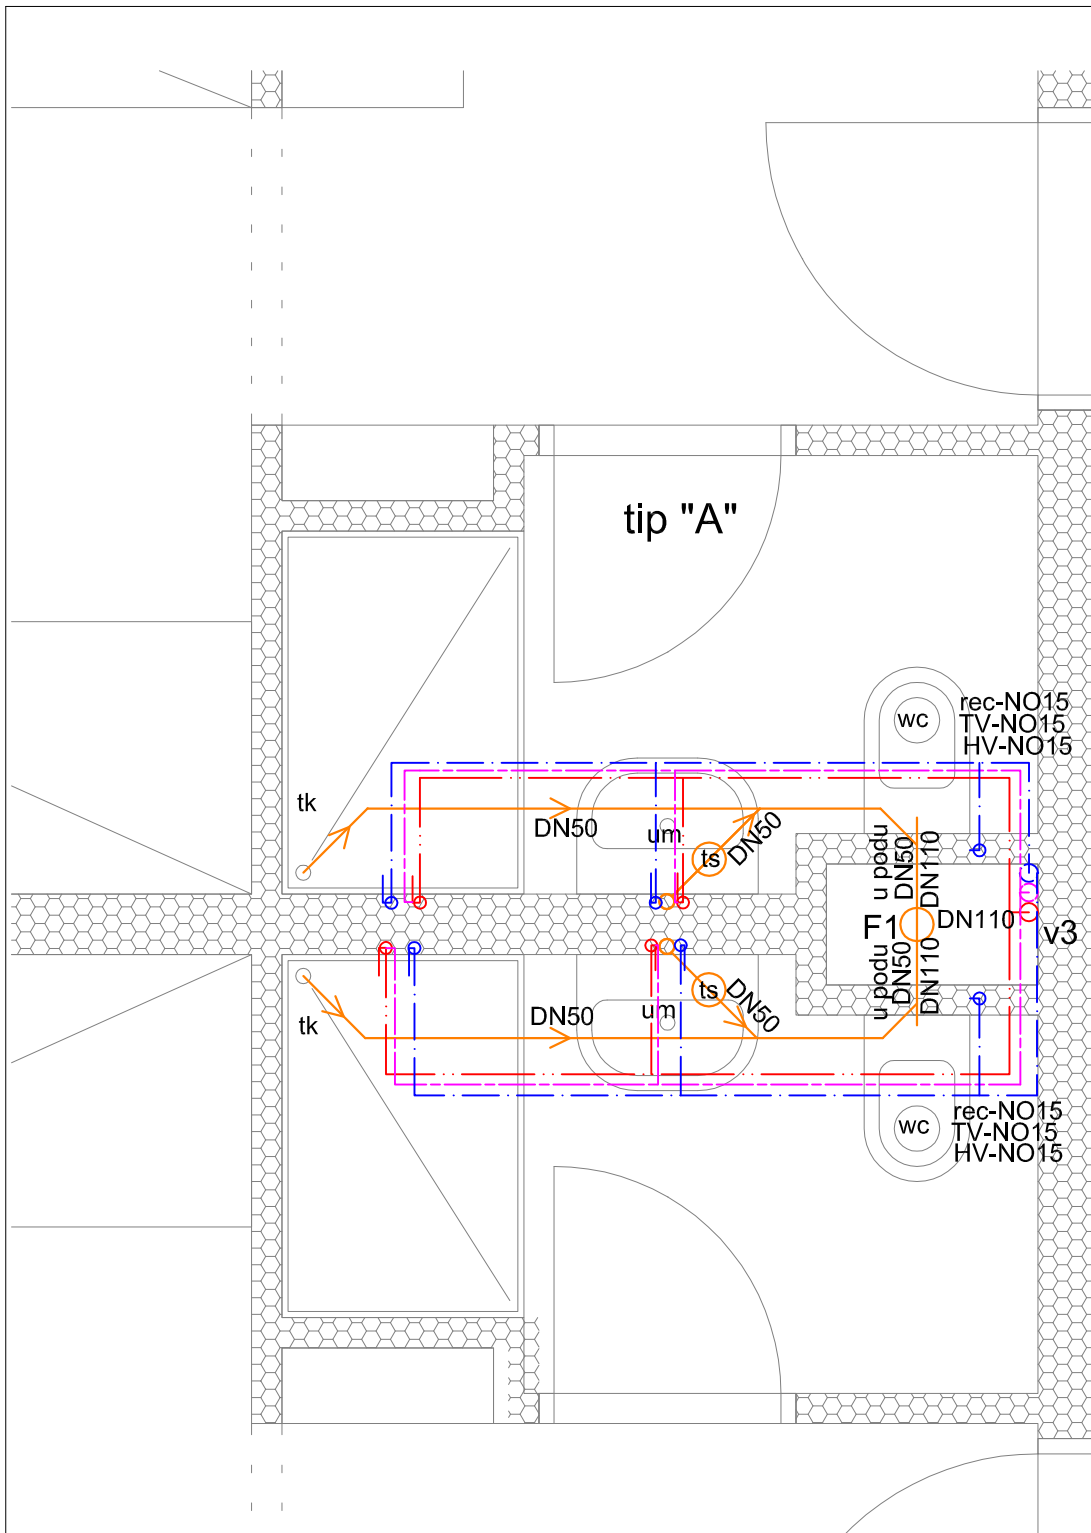 tip "A"
rec-NO15
TV-NO15
HV-NO15
wc
tk
DN50
um
ts
DN50
u podu
DN50
DN110
F1
DN110
v3
u podu
DN50
DN110
ts
DN50
um
DN50
tk
rec-NO15
TV-NO15
HV-NO15
wc